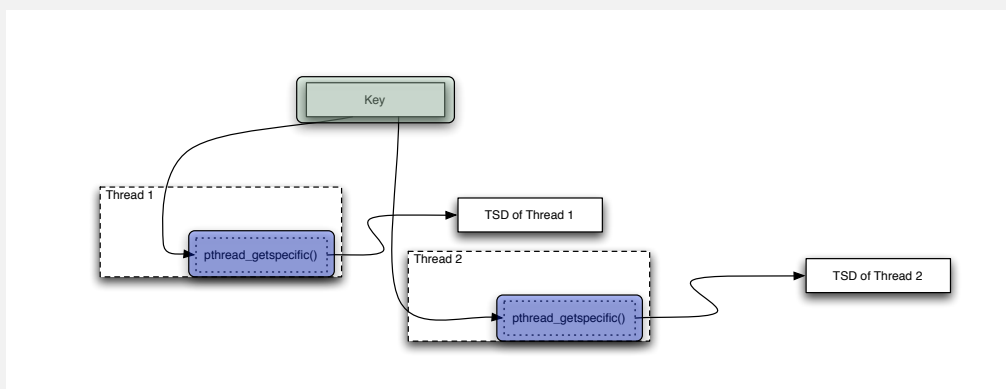 Key
Thread 1
pthread_getspecific()
TSD of Thread 1
Thread 2
pthread_getspecific()
TSD of Thread 2